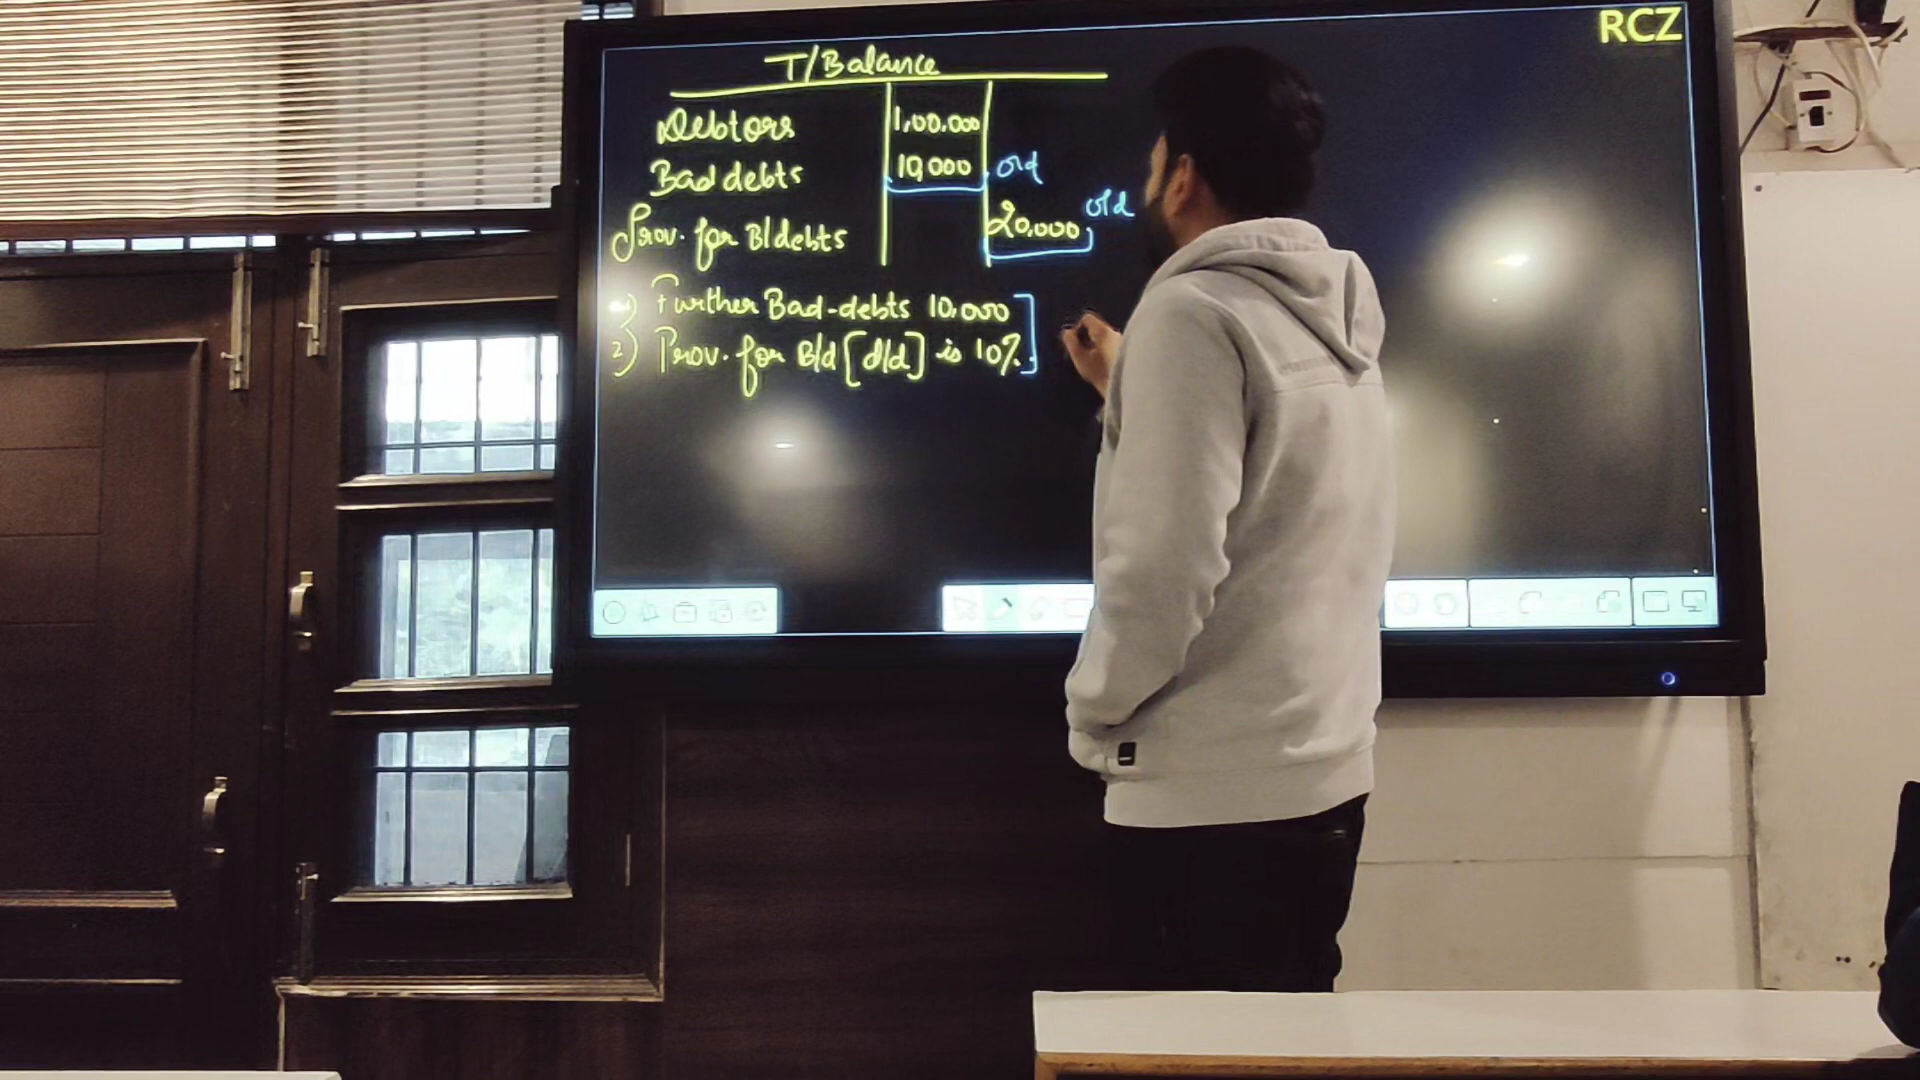 RCZ
T/Balance
Debtors 1,00,000
Bad debts 10,000 old
Prov. for B/debts 20,000 old
1) Further Bad-debts 10,000
2) Prov. for B/d [d/d] is 10%